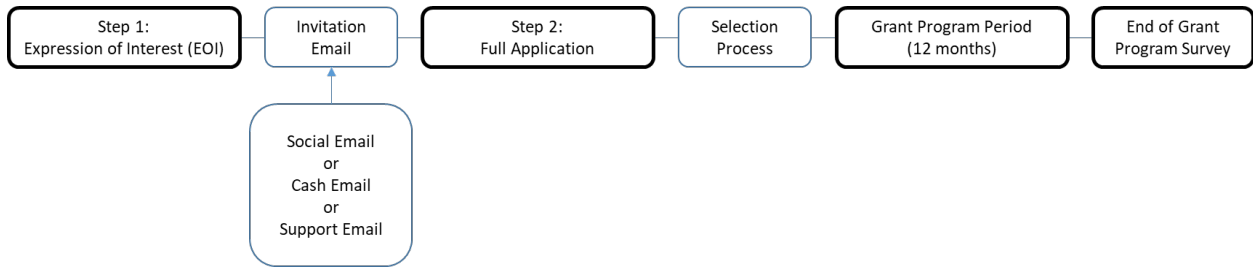 Step 1:
Expression of Interest (EOI)
Invitation
Email
Step 2:
Full Application
Selection
Process
Grant Program Period
(12 months)
End of Grant
Program Survey
Social Email
or
Cash Email
or
Support Email